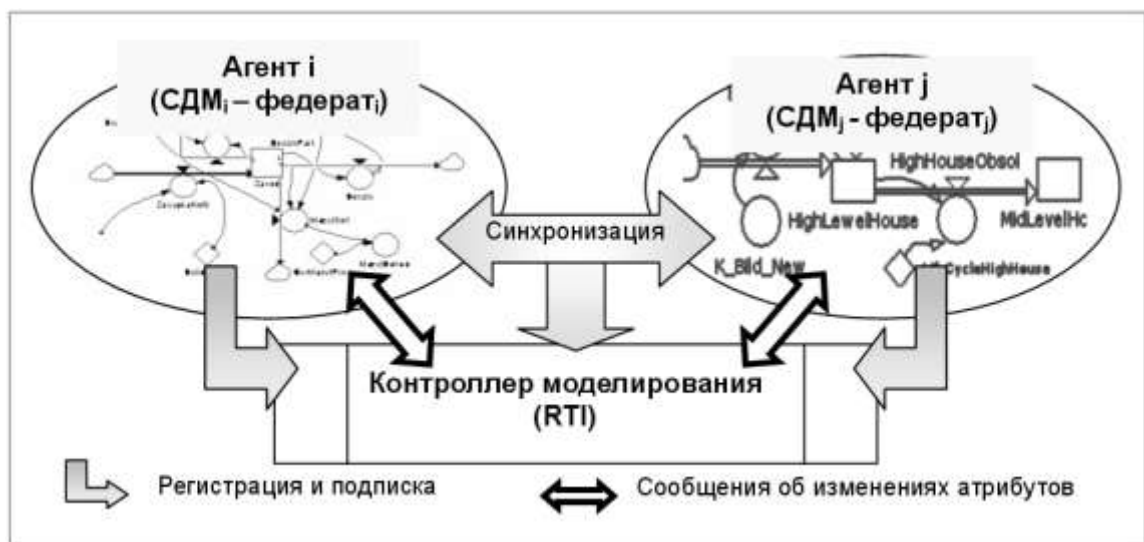 Агент i
(СДМi – федератi)
Агент j
(СДМj - федератj)
HighHouseObsol
HighLewelHouse
MidLevelHc
K_Bild_New
CycleHighHouse
Синхронизация
Контроллер моделирования
(RTI)
Регистрация и подписка
Сообщения об изменениях атрибутов